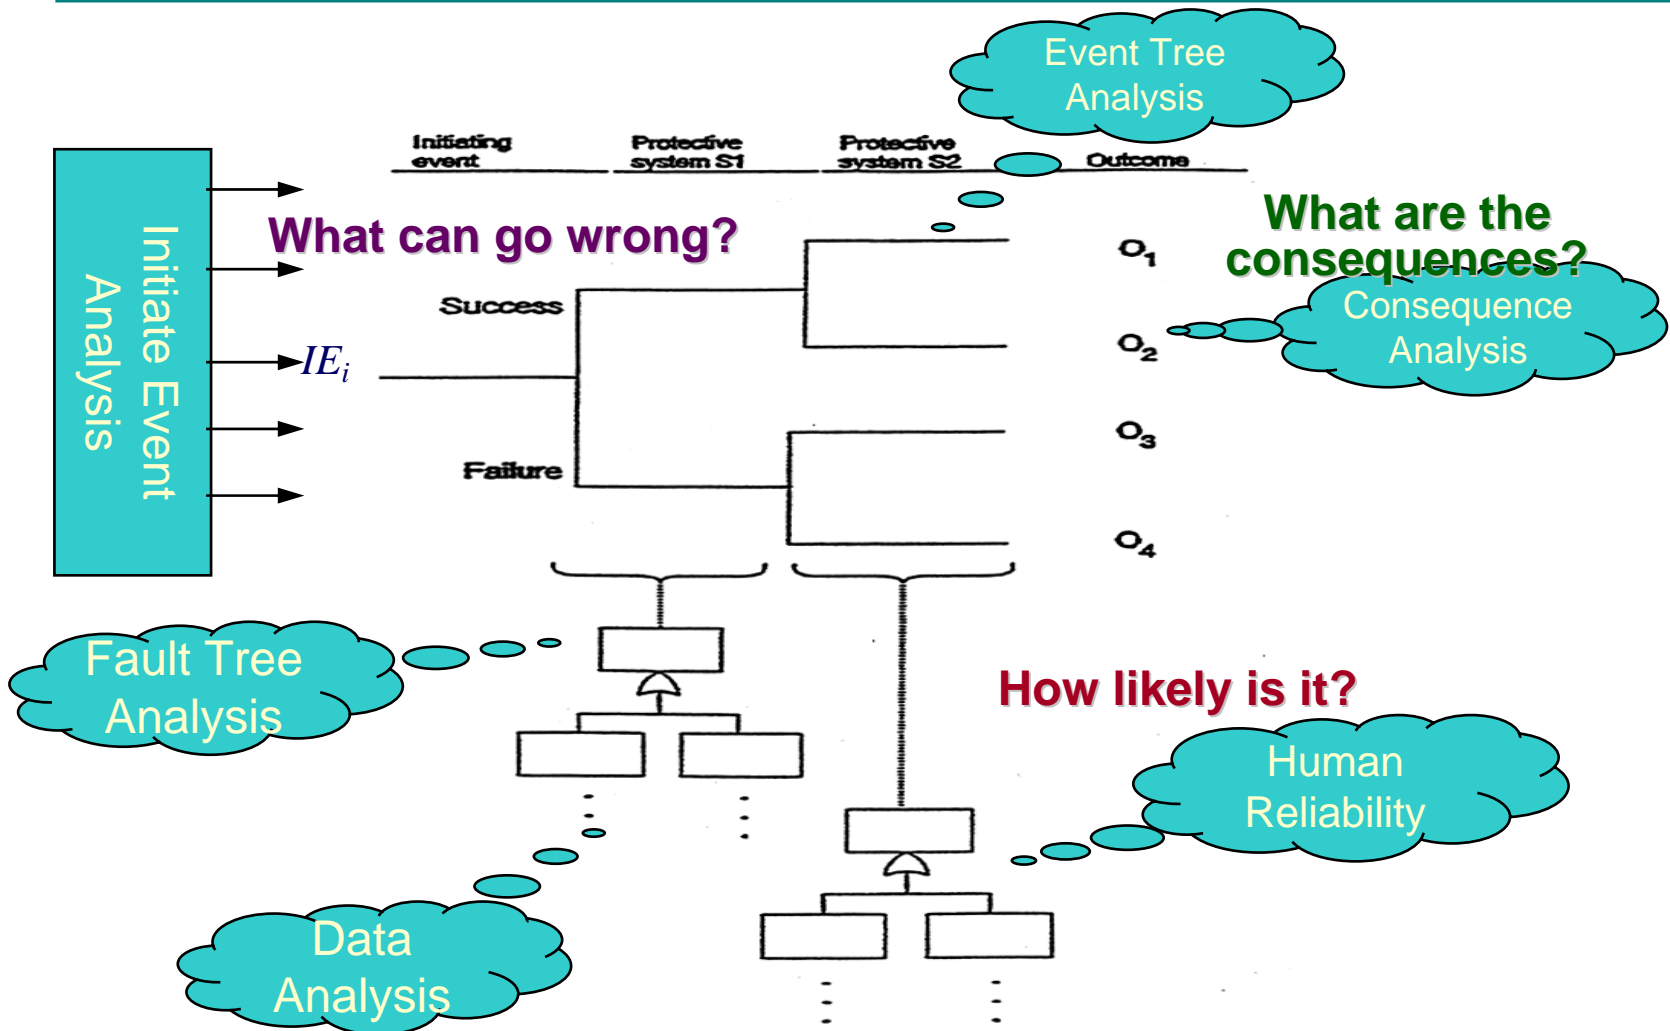 Event Tree
Analysis
Initiating
event
Protective
system S1
Protective
system S2
Outcome
Initiate Event
Analysis
What can go wrong?
What are the
consequences?
Success
O1
Consequence
Analysis
O2
IEi
O3
Failure
O4
Fault Tree
Analysis
How likely is it?
Human
Reliability
Data
Analysis